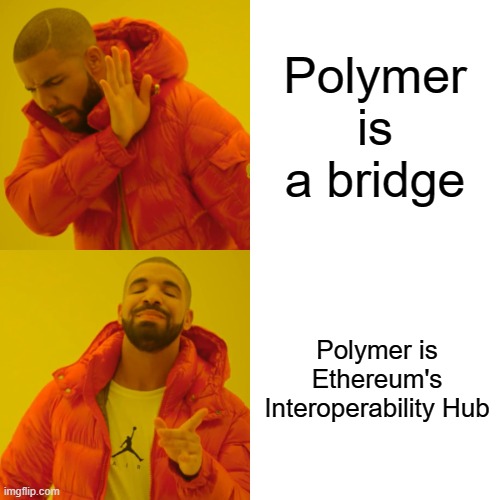 Polymer
is
a bridge
Polymer is
Ethereum's
Interoperability Hub
imgflip.com